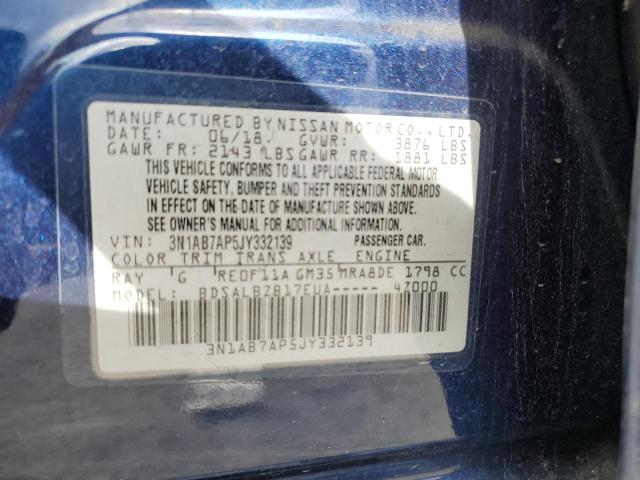 MANUFACTURED BY NISSAN MOTOR CO., LTD.
DATE: 06/18 GVWR: 3876 LBS
GAWR FR: 2143 LBS GAWR RR: 1881 LBS
THIS VEHICLE CONFORMS TO ALL APPLICABLE FEDERAL MOTOR
VEHICLE SAFETY, BUMPER AND THEFT PREVENTION STANDARDS
IN EFFECT ON THE DATE OF MANUFACTURE SHOWN ABOVE.
SEE OWNER'S MANUAL FOR ADDITIONAL INFORMATION.
VIN: 3N1AB7AP5JY332139 PASSENGER CAR.
COLOR TRIM TRANS AXLE ENGINE
RAY G RE0F11A GM35 MRA8DE 1798 CC
MODEL: BDSALBZB17EUA----- 47000
3N1AB7AP5JY332139